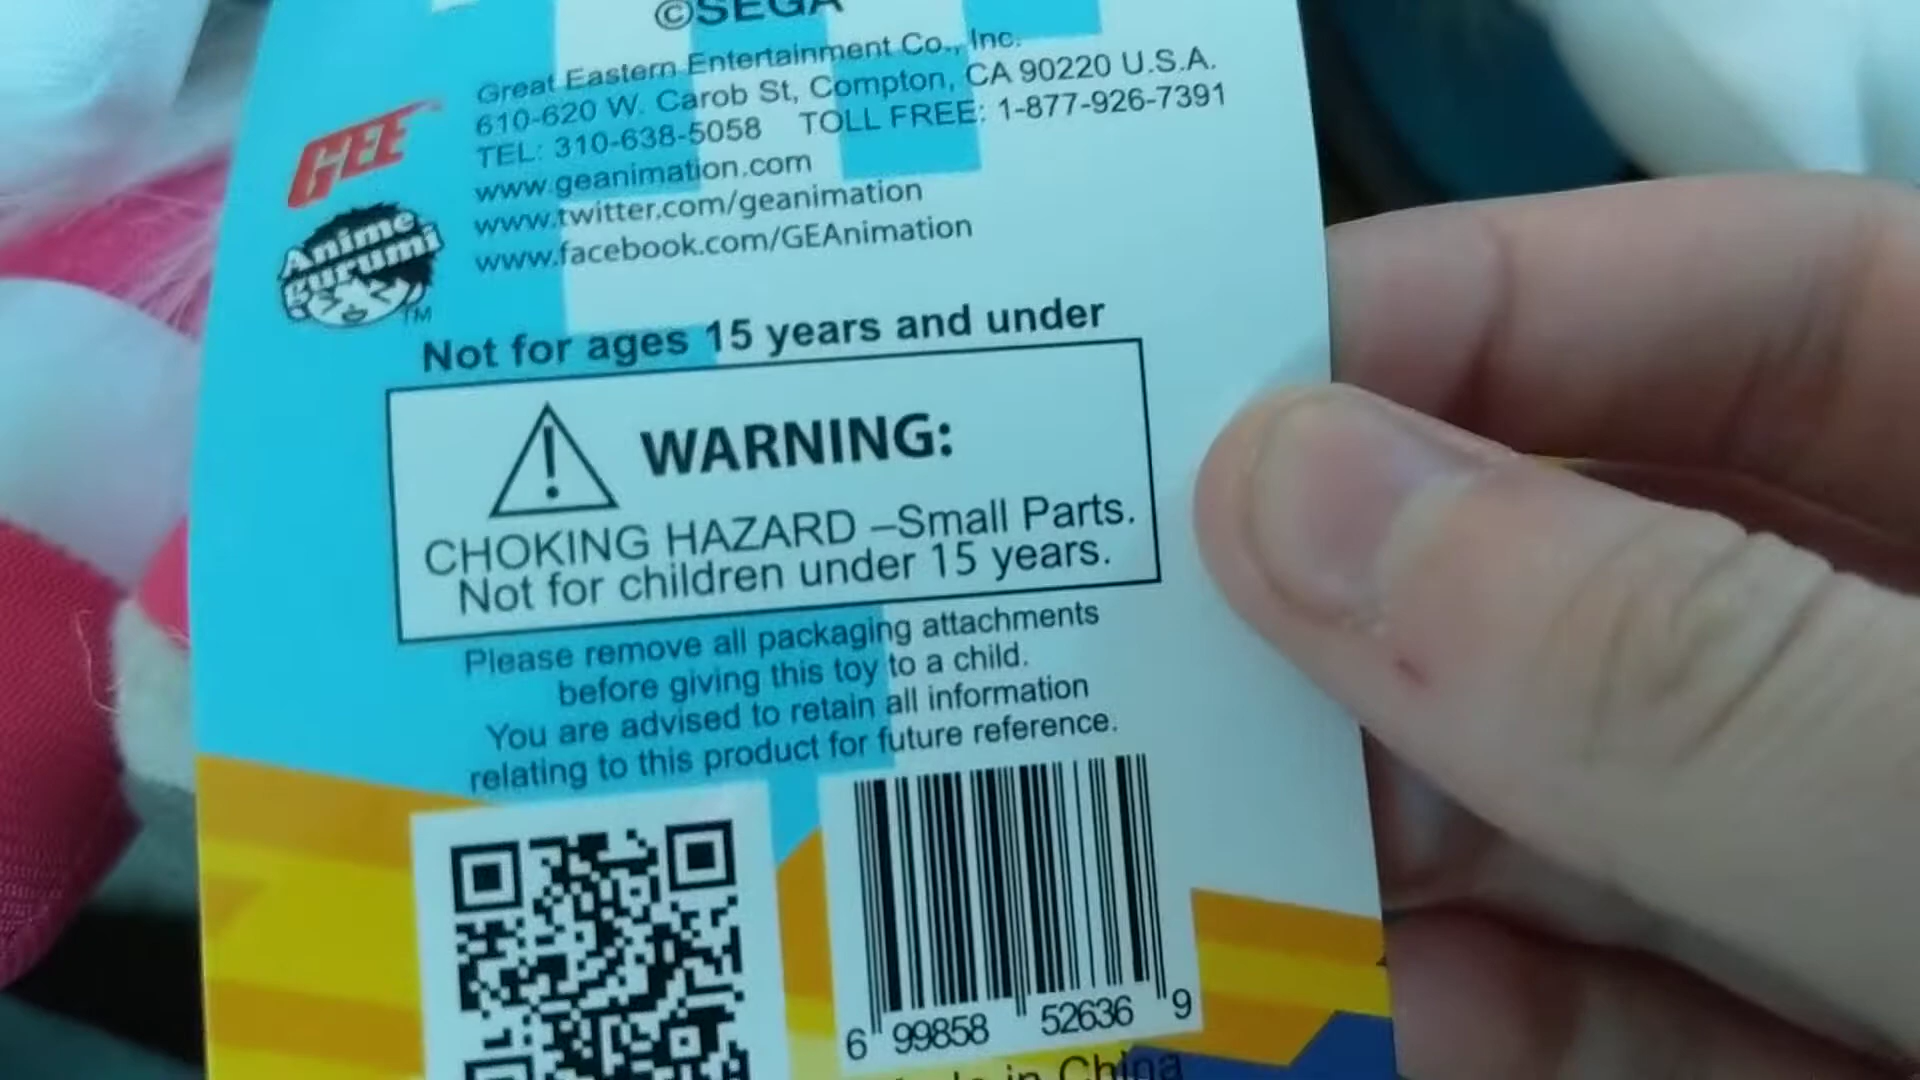 ©SEGA
Great Eastern Entertainment Co., Inc.
610-620 W. Carob St, Compton, CA 90220 U.S.A.
TEL: 310-638-5058 TOLL FREE: 1-877-926-7391
www.geanimation.com
www.twitter.com/geanimation
www.facebook.com/GEAnimation
GEE
Anime
gurumi
TM
Not for ages 15 years and under
WARNING:
CHOKING HAZARD –Small Parts.
Not for children under 15 years.
Please remove all packaging attachments
before giving this toy to a child.
You are advised to retain all information
relating to this product for future reference.
6 99858 52636 9
in China